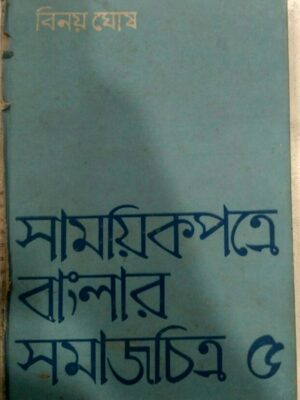 বিনয় ঘোষ
সাময়িকপত্রে
বাংলার
সমাজচিত্র ৫